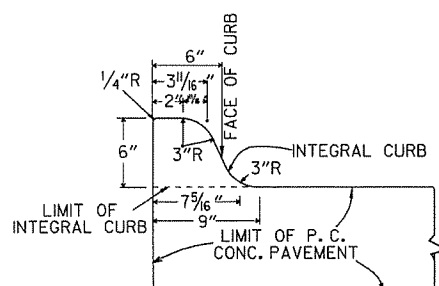 6"
3 11/16"
2"
1/4"R
FACE OF CURB
6"
3"R
INTEGRAL CURB
3"R
LIMIT OF
INTEGRAL CURB
7 5/16"
9"
LIMIT OF P.C.
CONC. PAVEMENT